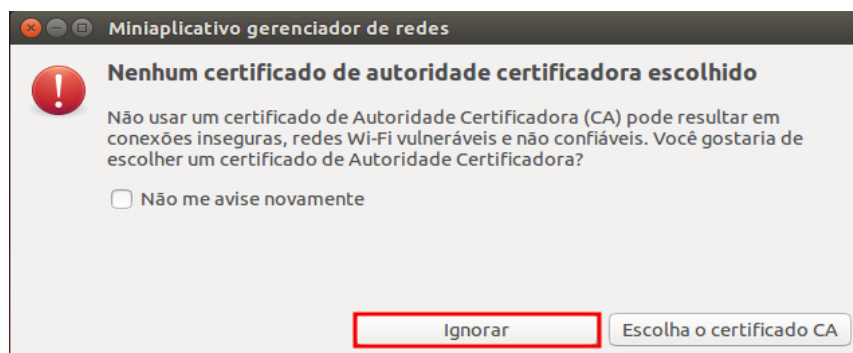 Miniaplicativo gerenciador de redes
Nenhum certificado de autoridade certificadora escolhido
Não usar um certificado de Autoridade Certificadora (CA) pode resultar em
conexões inseguras, redes Wi-Fi vulneráveis e não confiáveis. Você gostaria de
escolher um certificado de Autoridade Certificadora?
Não me avise novamente
Ignorar
Escolha o certificado CA